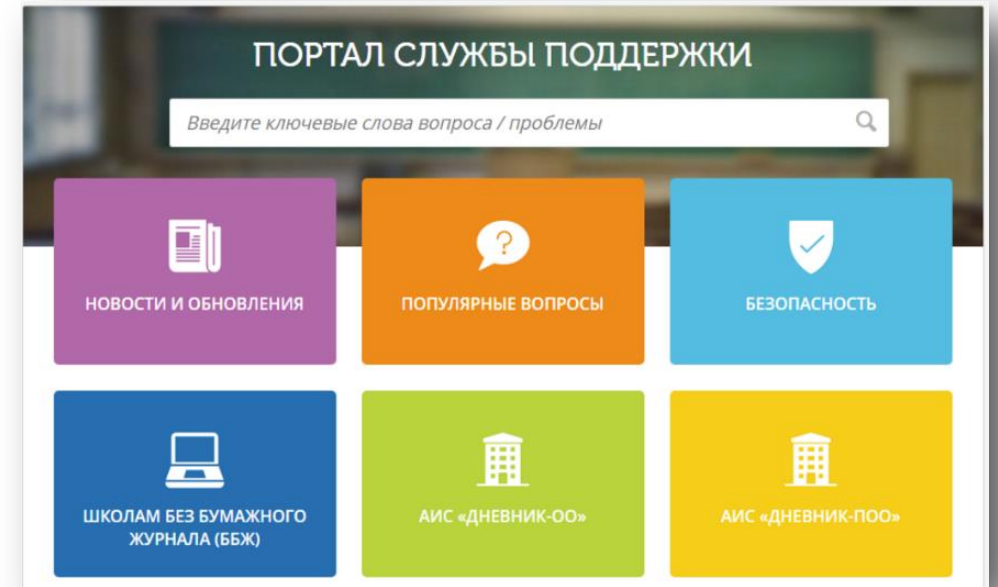 ПОРТАЛ СЛУЖБЫ ПОДДЕРЖКИ
Введите ключевые слова вопроса / проблемы
НОВОСТИ И ОБНОВЛЕНИЯ
ПОПУЛЯРНЫЕ ВОПРОСЫ
БЕЗОПАСНОСТЬ
ШКОЛАМ БЕЗ БУМАЖНОГО
ЖУРНАЛА (ББЖ)
АИС «ДНЕВНИК-ОО»
АИС «ДНЕВНИК-ПОО»